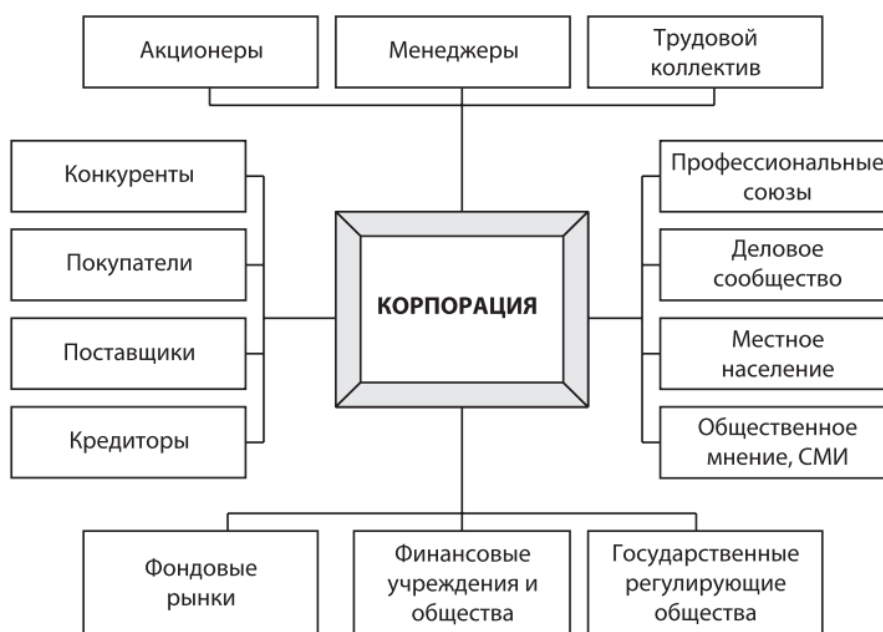 Акционеры
Менеджеры
Трудовой
коллектив
Конкуренты
Покупатели
Поставщики
Кредиторы
КОРПОРАЦИЯ
Профессиональные
союзы
Деловое
сообщество
Местное
население
Общественное
мнение, СМИ
Фондовые
рынки
Финансовые
учреждения и
общества
Государственные
регулирующие
общества